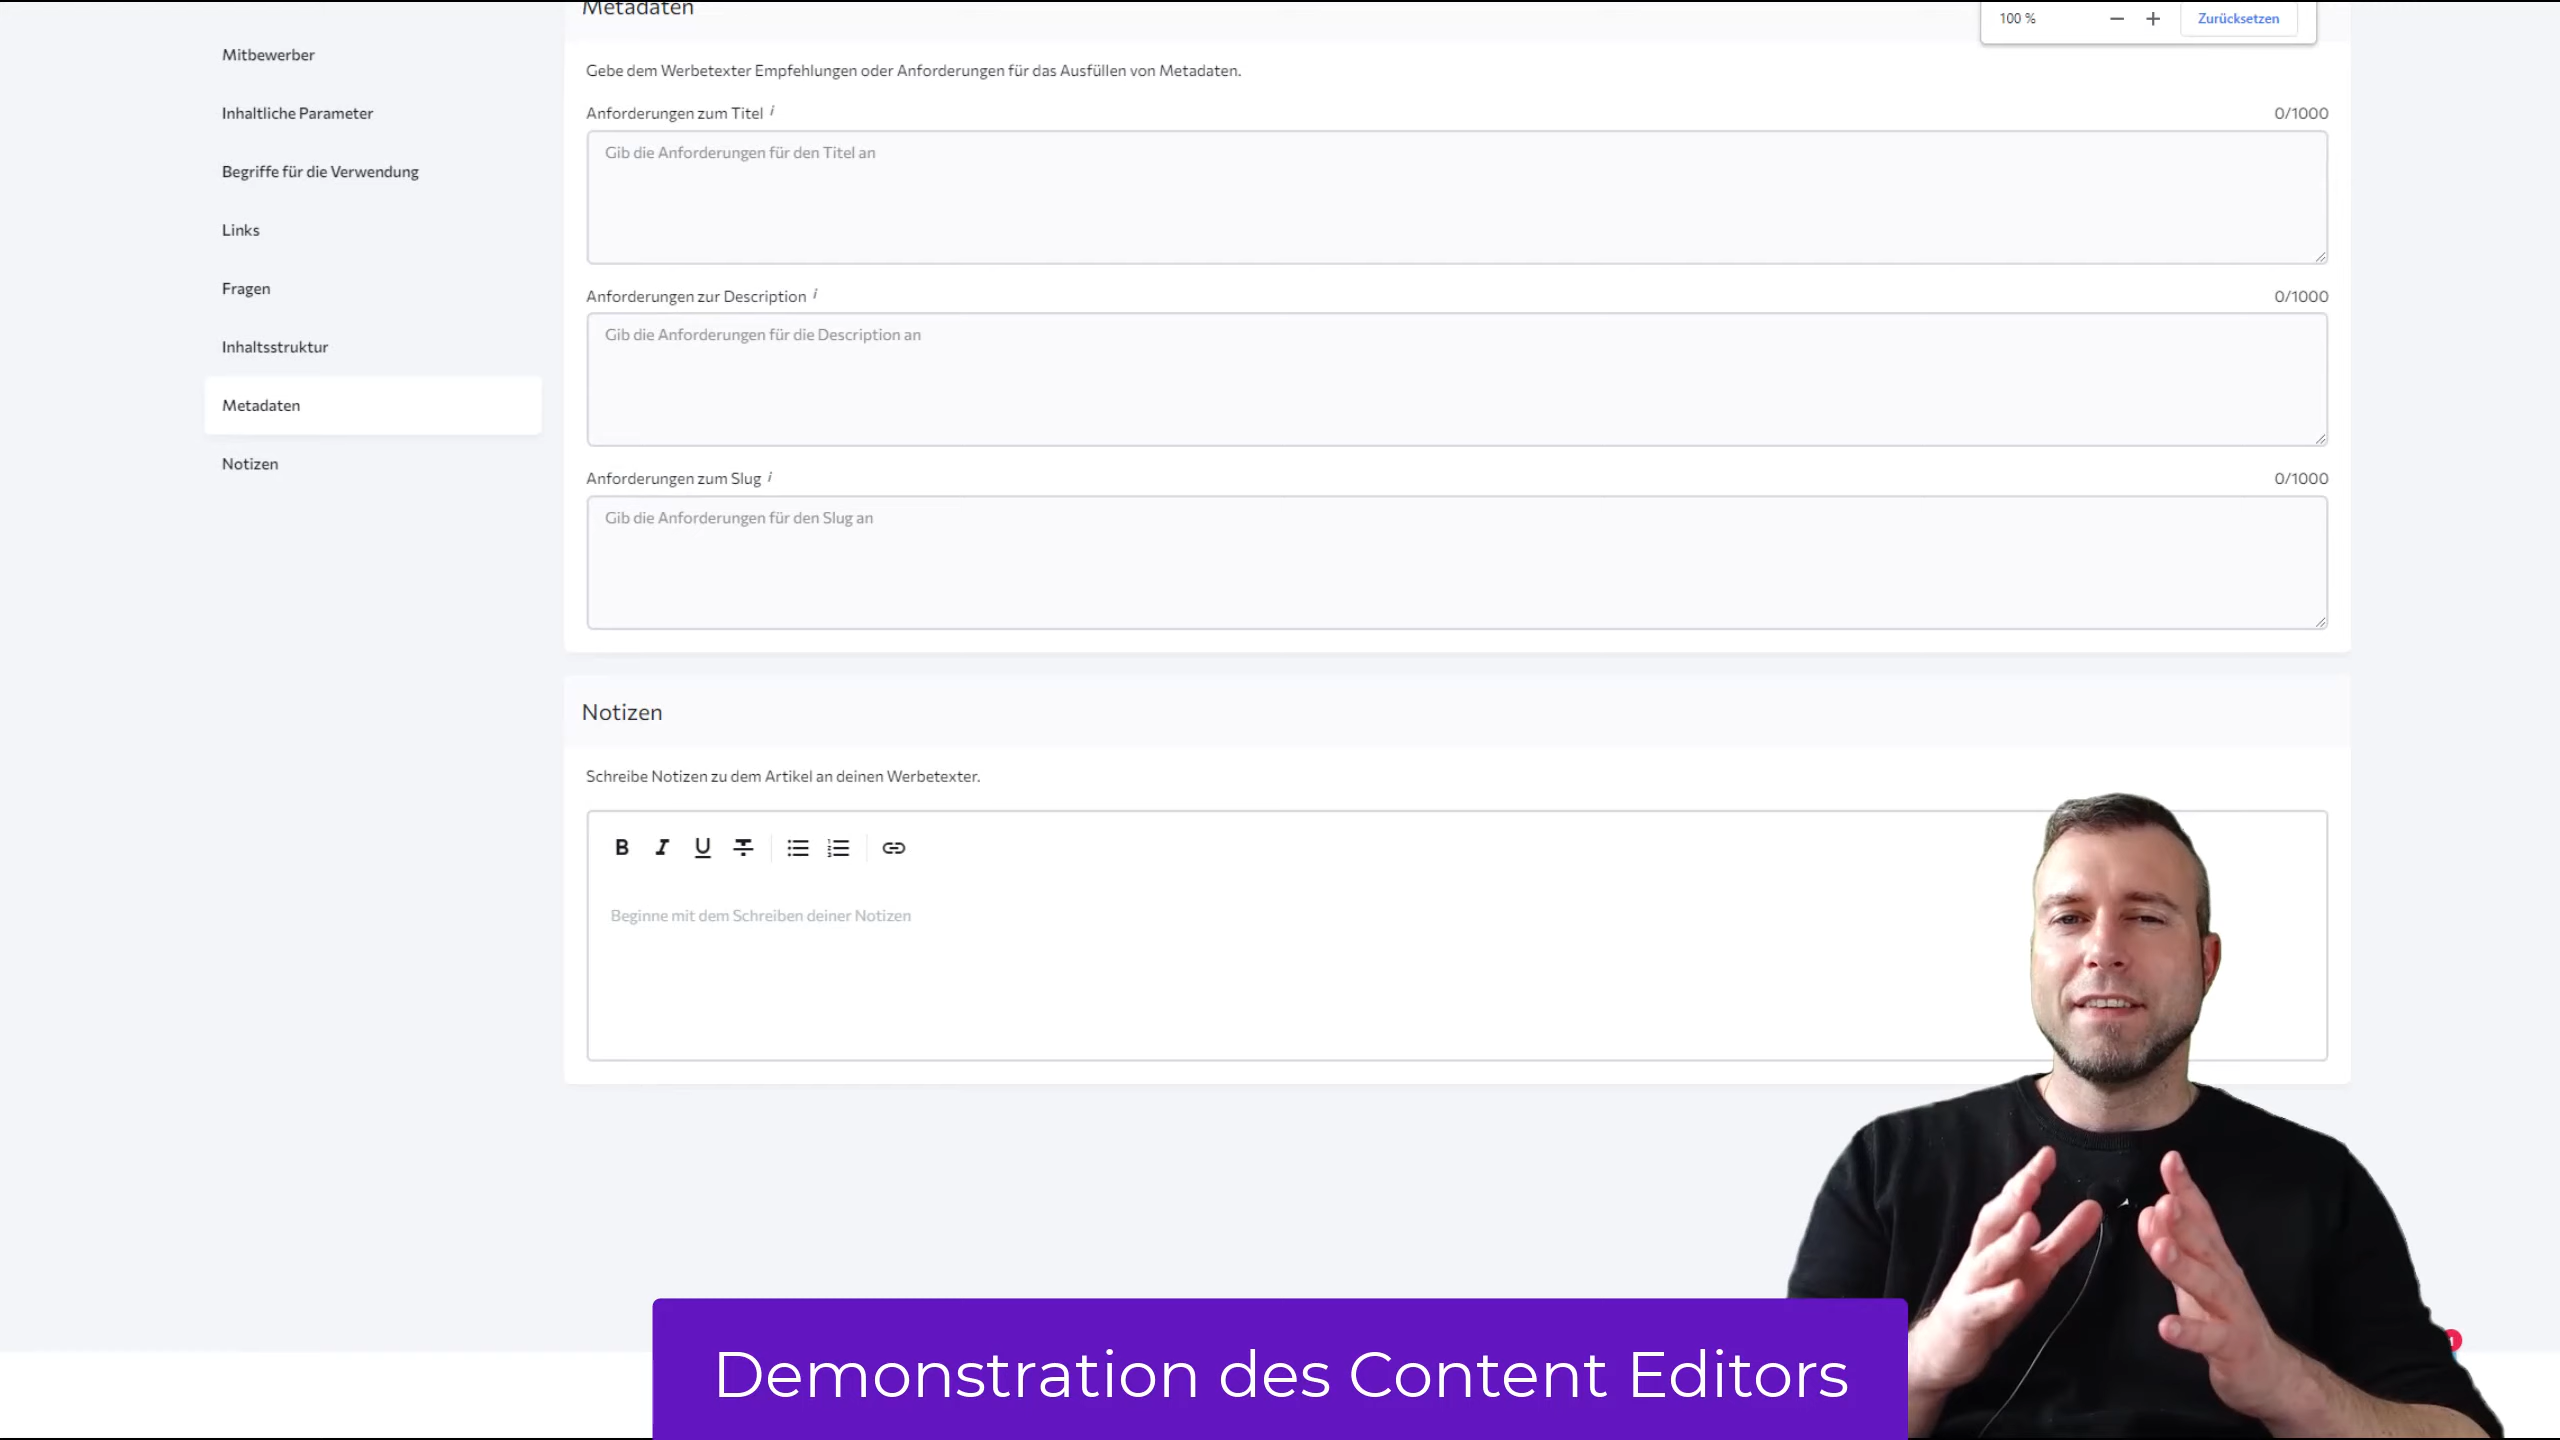 Metadaten
100 %
Zurücksetzen
Mitbewerber
Inhaltliche Parameter
Begriffe für die Verwendung
Links
Fragen
Inhaltsstruktur
Metadaten
Notizen
Gebe dem Werbetexter Empfehlungen oder Anforderungen für das Ausfüllen von Metadaten.
Anforderungen zum Titel i 0/1000
Gib die Anforderungen für den Titel an
Anforderungen zur Description i 0/1000
Gib die Anforderungen für die Description an
Anforderungen zum Slug i 0/1000
Gib die Anforderungen für den Slug an
Notizen
Schreibe Notizen zu dem Artikel an deinen Werbetexter.
B I U
Beginne mit dem Schreiben deiner Notizen
Demonstration des Content Editors